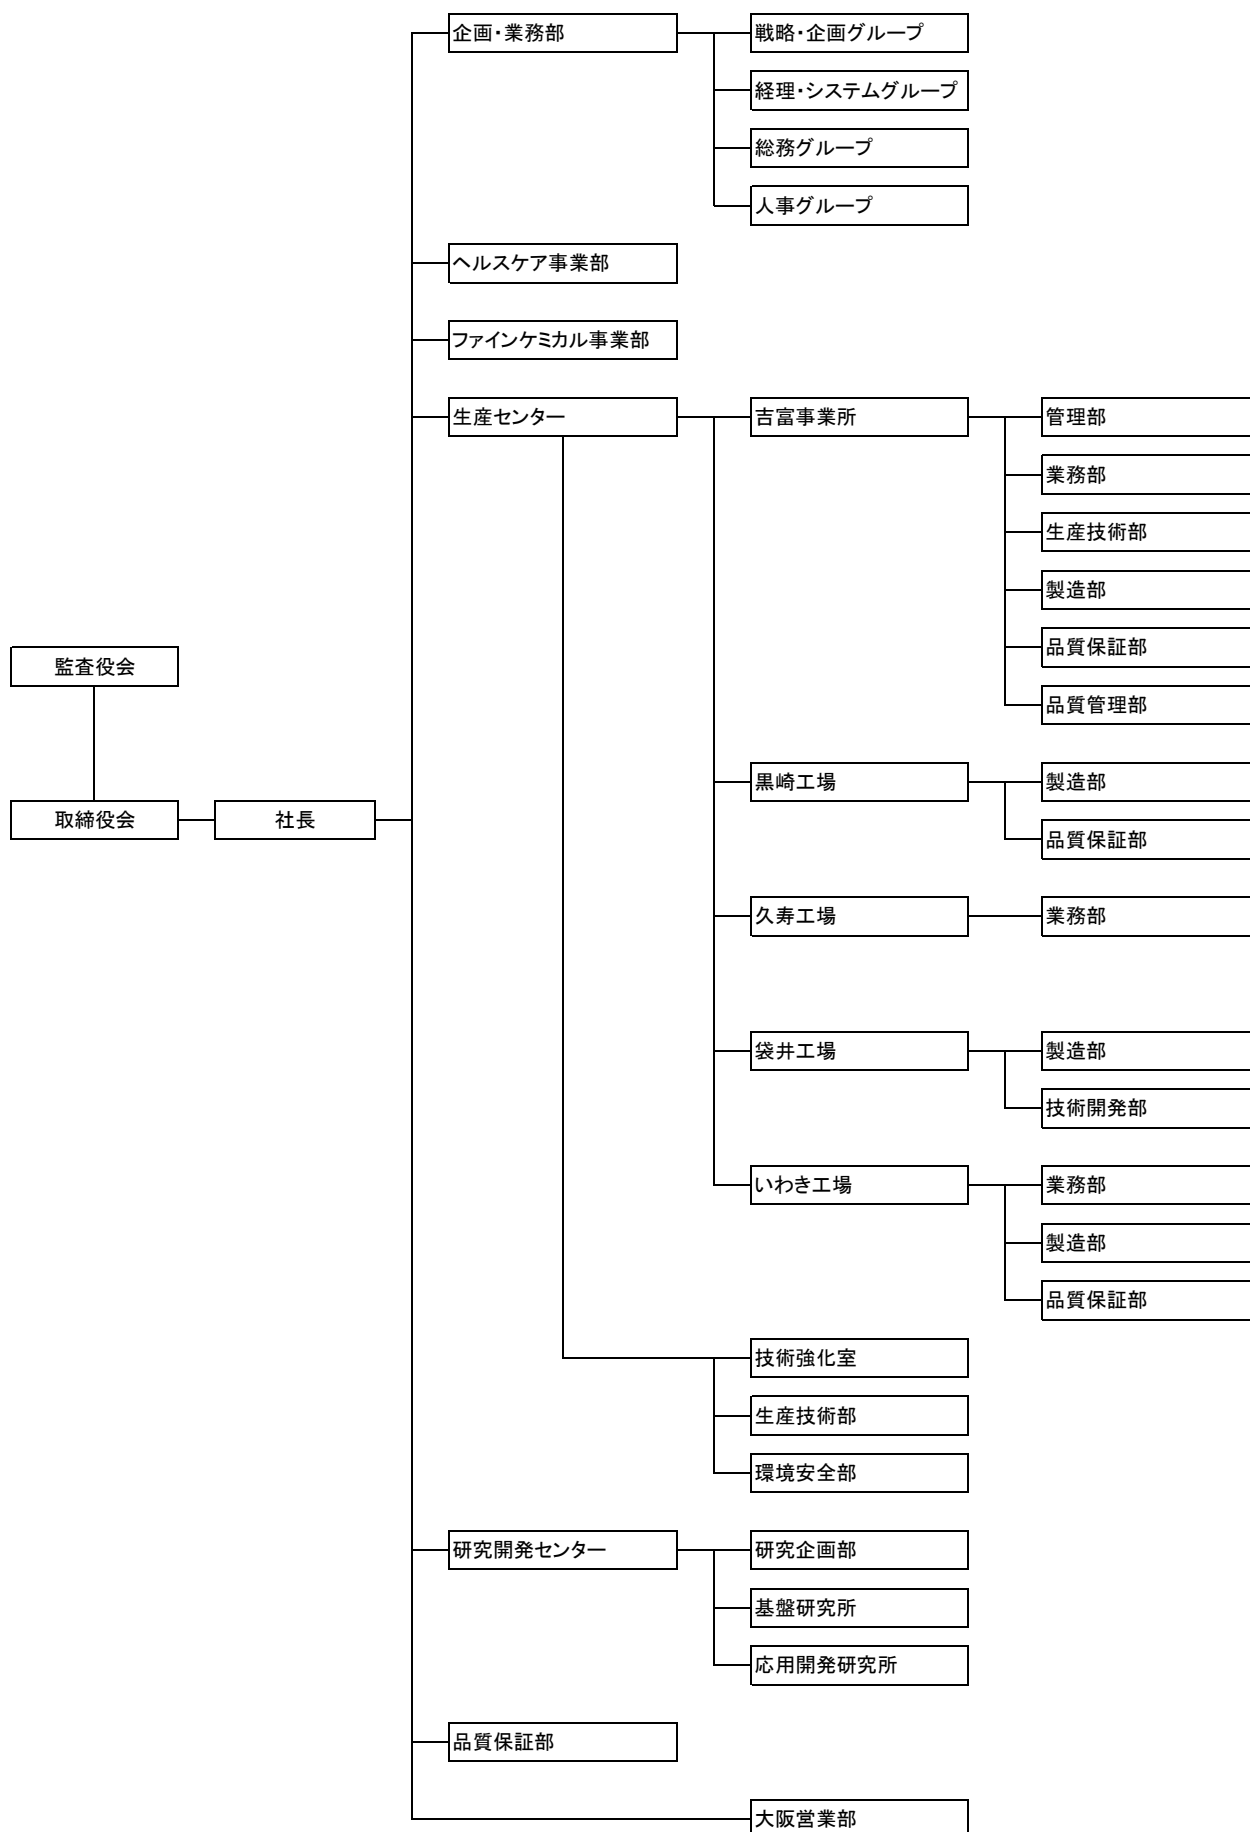 企画・業務部
戦略・企画グループ
経理・システムグループ
総務グループ
人事グループ
ヘルスケア事業部
ファインケミカル事業部
生産センター
吉富事業所
管理部
業務部
生産技術部
製造部
品質保証部
品質管理部
監査役会
取締役会
社長
黒崎工場
製造部
品質保証部
久寿工場
業務部
袋井工場
製造部
技術開発部
いわき工場
業務部
製造部
品質保証部
技術強化室
生産技術部
環境安全部
研究開発センター
研究企画部
基盤研究所
応用開発研究所
品質保証部
大阪営業部